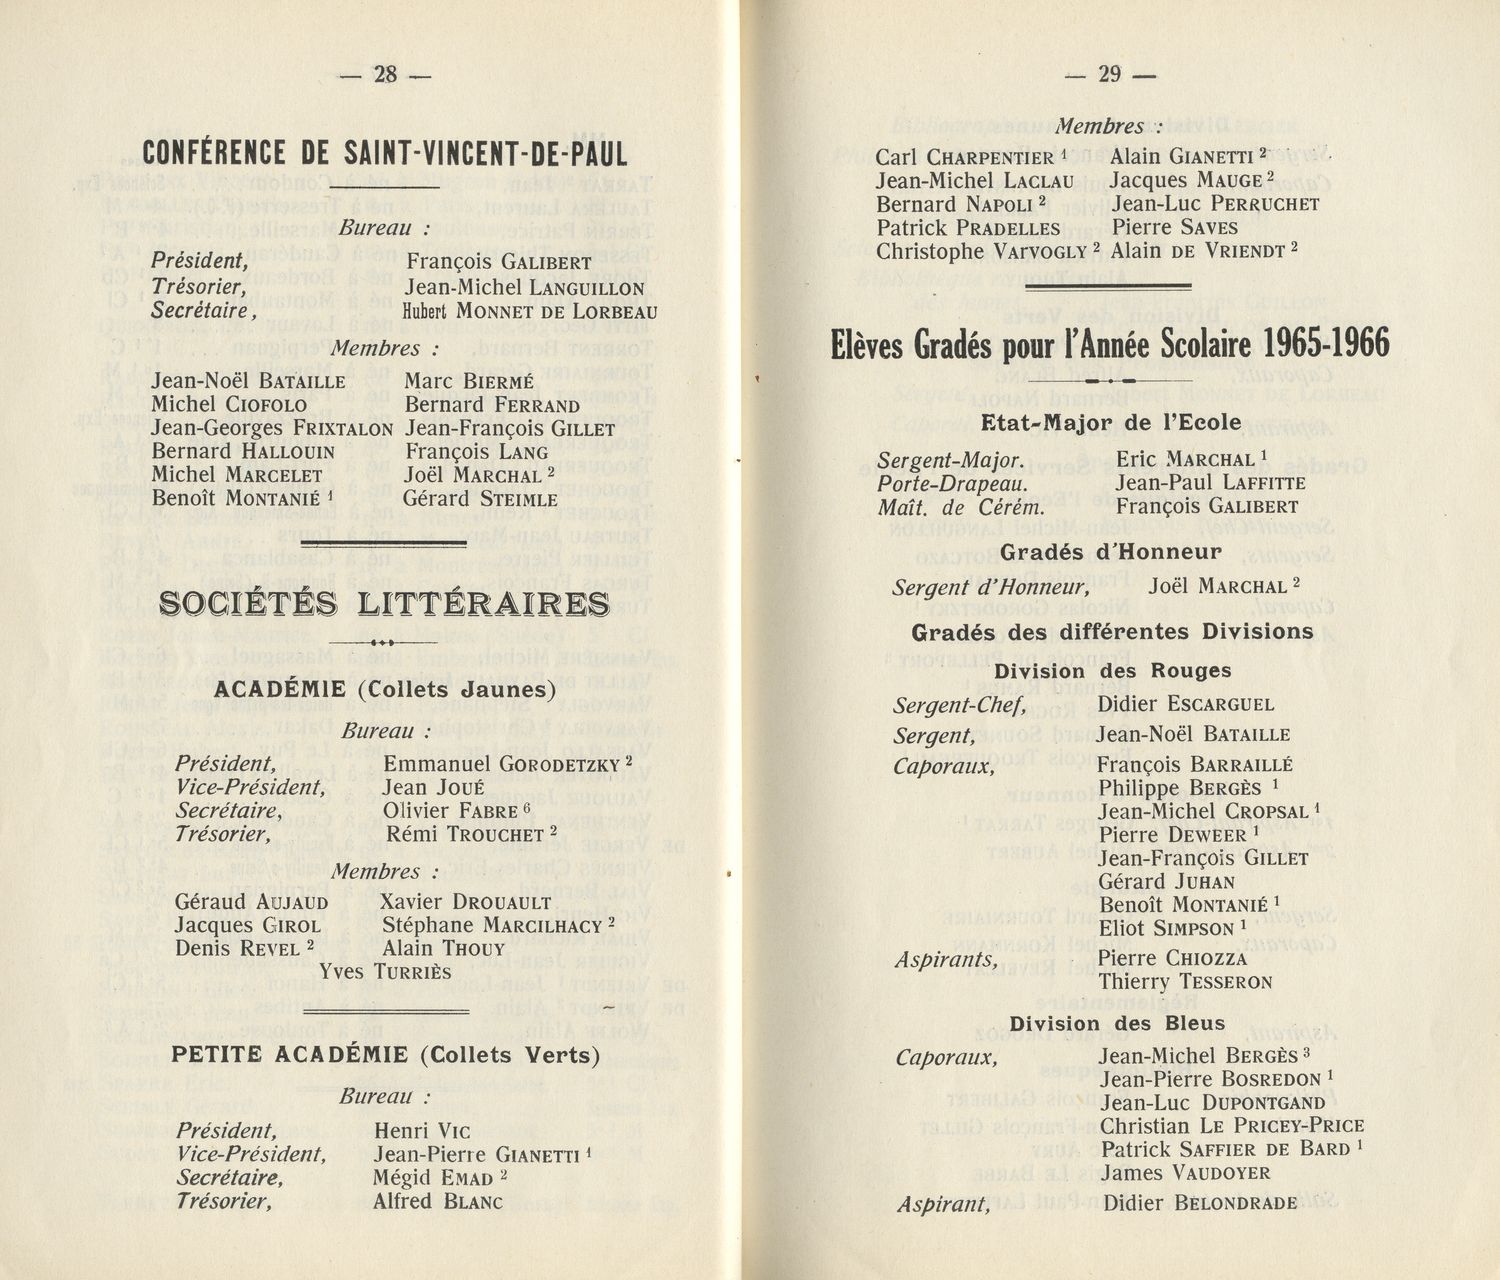 — 28 —
CONFÉRENCE DE SAINT-VINCENT-DE-PAUL
Bureau :
Président, François GALIBERT
Trésorier, Jean-Michel LANGUILLON
Secrétaire, Hubert MONNET DE LORBEAU
Membres :
Jean-Noël BATAILLE Marc BIERMÉ
Michel CIOFOLO Bernard FERRAND
Jean-Georges FRIXTALON Jean-François GILLET
Bernard HALLOUIN François LANG
Michel MARCELET Joël MARCHAL ²
Benoît MONTANIÉ ¹ Gérard STEIMLE
SOCIÉTÉS LITTÉRAIRES
ACADÉMIE (Collets Jaunes)
Bureau :
Président, Emmanuel GORODETZKY ²
Vice-Président, Jean JOUÉ
Secrétaire, Olivier FABRE ⁶
Trésorier, Rémi TROUCHET ²
Membres :
Géraud AUJAUD Xavier DROUAULT
Jacques GIROL Stéphane MARCILHACY ²
Denis REVEL ² Alain THOUY
Yves TURRIÈS
PETITE ACADÉMIE (Collets Verts)
Bureau :
Président, Henri VIC
Vice-Président, Jean-Pierre GIANETTI ¹
Secrétaire, Mégid EMAD ²
Trésorier, Alfred BLANC
— 29 —
Membres :
Carl CHARPENTIER ¹ Alain GIANETTI ²
Jean-Michel LACLAU Jacques MAUGE ²
Bernard NAPOLI ² Jean-Luc PERRUCHET
Patrick PRADELLES Pierre SAVES
Christophe VARVOGLY ² Alain DE VRIENDT ²
Elèves Gradés pour l'Année Scolaire 1965-1966
Etat-Major de l'Ecole
Sergent-Major. Eric MARCHAL ¹
Porte-Drapeau. Jean-Paul LAFFITTE
Maît. de Cérém. François GALIBERT
Gradés d'Honneur
Sergent d'Honneur, Joël MARCHAL ²
Gradés des différentes Divisions
Division des Rouges
Sergent-Chef, Didier ESCARGUEL
Sergent, Jean-Noël BATAILLE
Caporaux, François BARRAILLÉ
Philippe BERGÈS ¹
Jean-Michel CROPSAL ¹
Pierre DEWEER ¹
Jean-François GILLET
Gérard JUHAN
Benoît MONTANIÉ ¹
Eliot SIMPSON ¹
Aspirants, Pierre CHIOZZA
Thierry TESSERON
Division des Bleus
Caporaux, Jean-Michel BERGÈS ³
Jean-Pierre BOSREDON ¹
Jean-Luc DUPONTGAND
Christian LE PRICEY-PRICE
Patrick SAFFIER DE BARD ¹
James VAUDOYER
Aspirant, Didier BELONDRADE